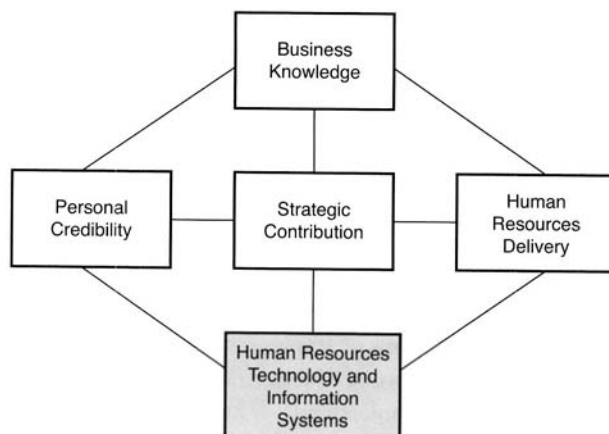 Business
Knowledge
Personal
Credibility
Strategic
Contribution
Human
Resources
Delivery
Human Resources
Technology and
Information
Systems